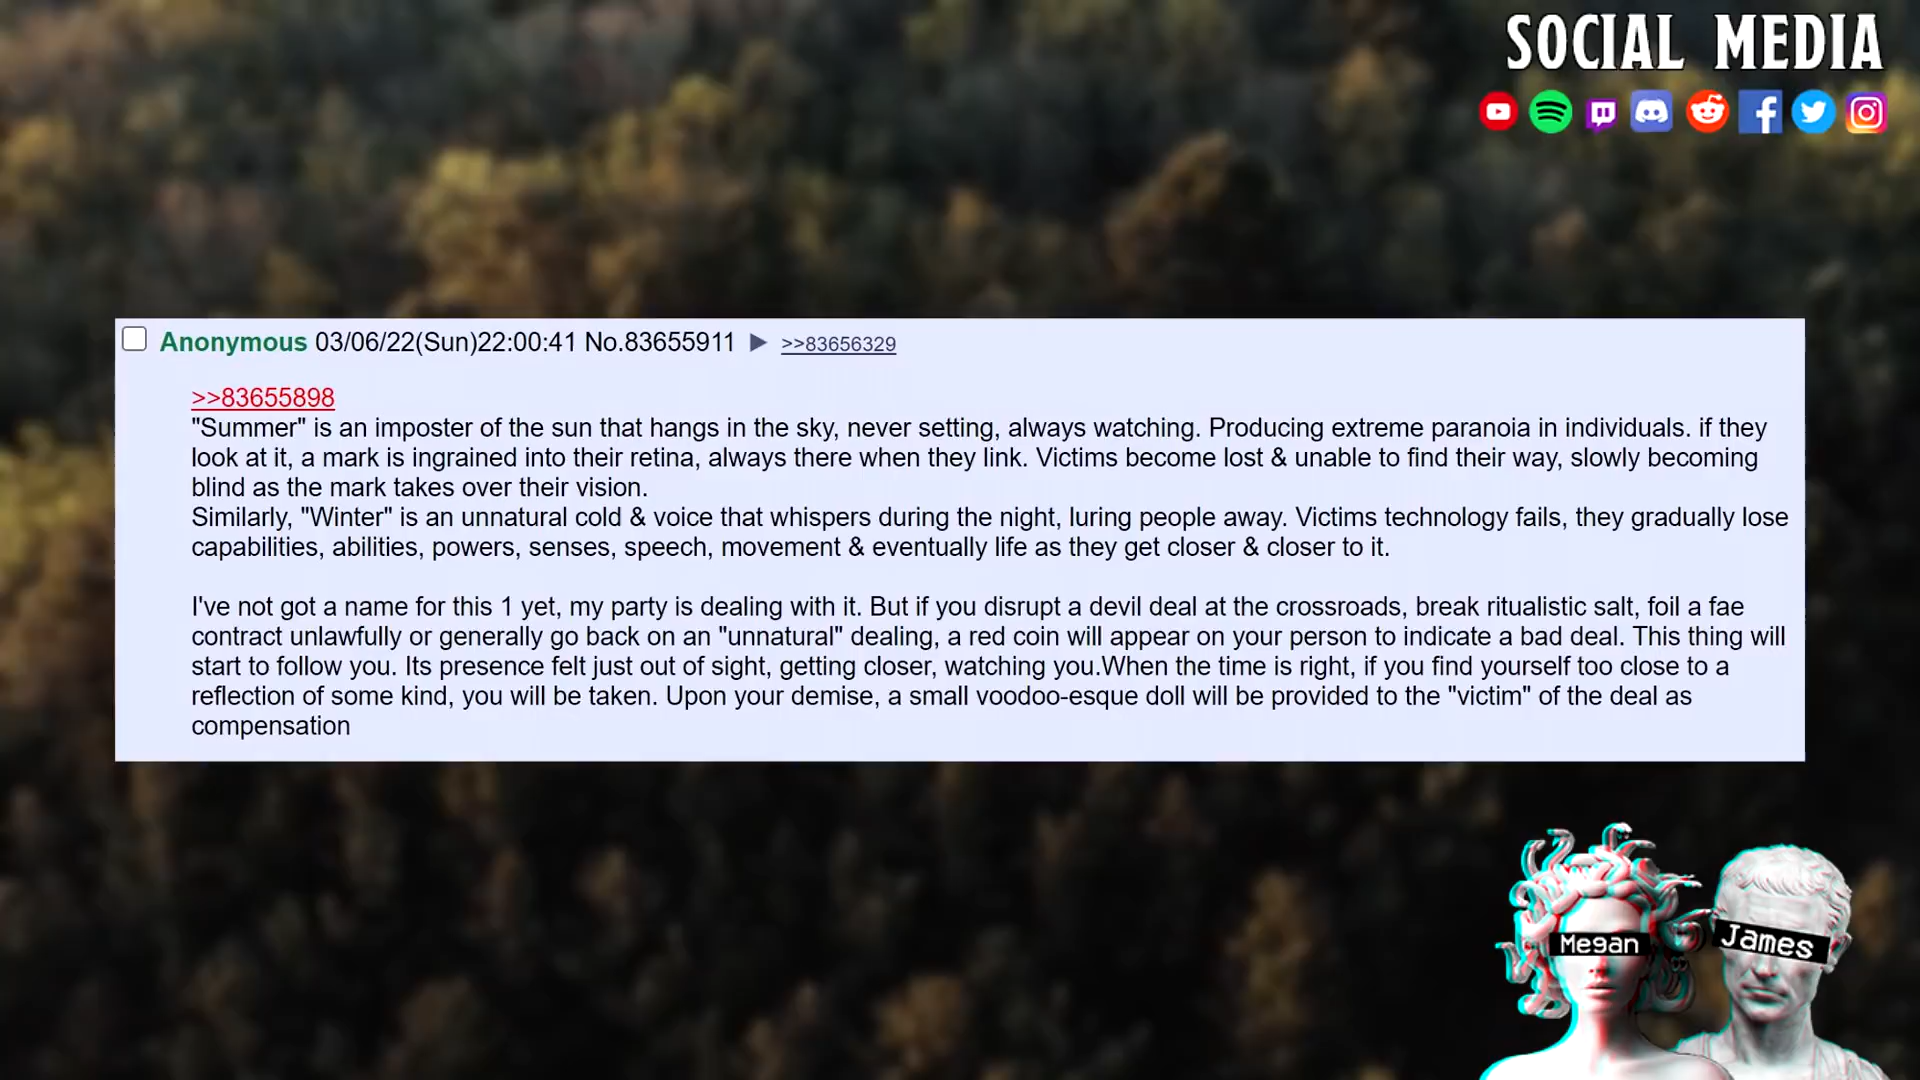 SOCIAL MEDIA
Anonymous 03/06/22(Sun)22:00:41 No.83655911 ▶ >>83656329
>>83655898
"Summer" is an imposter of the sun that hangs in the sky, never setting, always watching. Producing extreme paranoia in individuals. if they
look at it, a mark is ingrained into their retina, always there when they link. Victims become lost & unable to find their way, slowly becoming
blind as the mark takes over their vision.
Similarly, "Winter" is an unnatural cold & voice that whispers during the night, luring people away. Victims technology fails, they gradually lose
capabilities, abilities, powers, senses, speech, movement & eventually life as they get closer & closer to it.
I've not got a name for this 1 yet, my party is dealing with it. But if you disrupt a devil deal at the crossroads, break ritualistic salt, foil a fae
contract unlawfully or generally go back on an "unnatural" dealing, a red coin will appear on your person to indicate a bad deal. This thing will
start to follow you. Its presence felt just out of sight, getting closer, watching you.When the time is right, if you find yourself too close to a
reflection of some kind, you will be taken. Upon your demise, a small voodoo-esque doll will be provided to the "victim" of the deal as
compensation
Megan
James